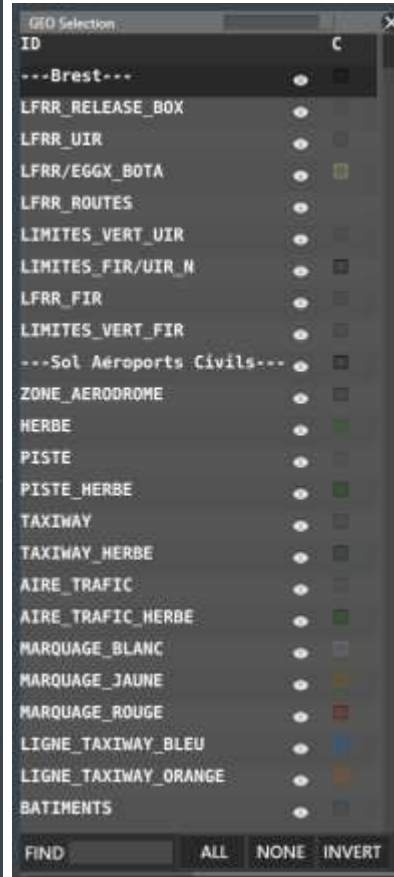 GEO Selection
ID C
---Brest---
LFRR_RELEASE_BOX
LFRR_UIR
LFRR/EGGX_BOTA
LFRR_ROUTES
LIMITES_VERT_UIR
LIMITES_FIR/UIR_N
LFRR_FIR
LIMITES_VERT_FIR
---Sol Aéroports Civils---
ZONE_AERODROME
HERBE
PISTE
PISTE_HERBE
TAXIWAY
TAXIWAY_HERBE
AIRE_TRAFIC
AIRE_TRAFIC_HERBE
MARQUAGE_BLANC
MARQUAGE_JAUNE
MARQUAGE_ROUGE
LIGNE_TAXIWAY_BLEU
LIGNE_TAXIWAY_ORANGE
BATIMENTS
FIND ALL NONE INVERT